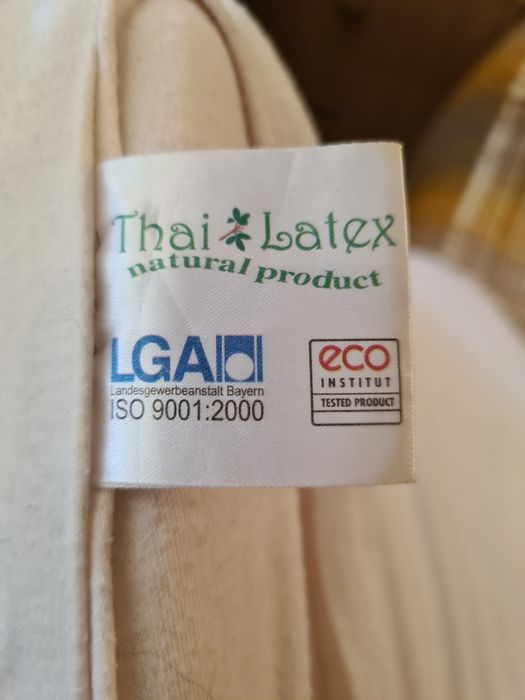 Thai Latex
natural product
LGA
Landesgewerbeanstalt Bayern
ISO 9001:2000
eco
INSTITUT
TESTED PRODUCT